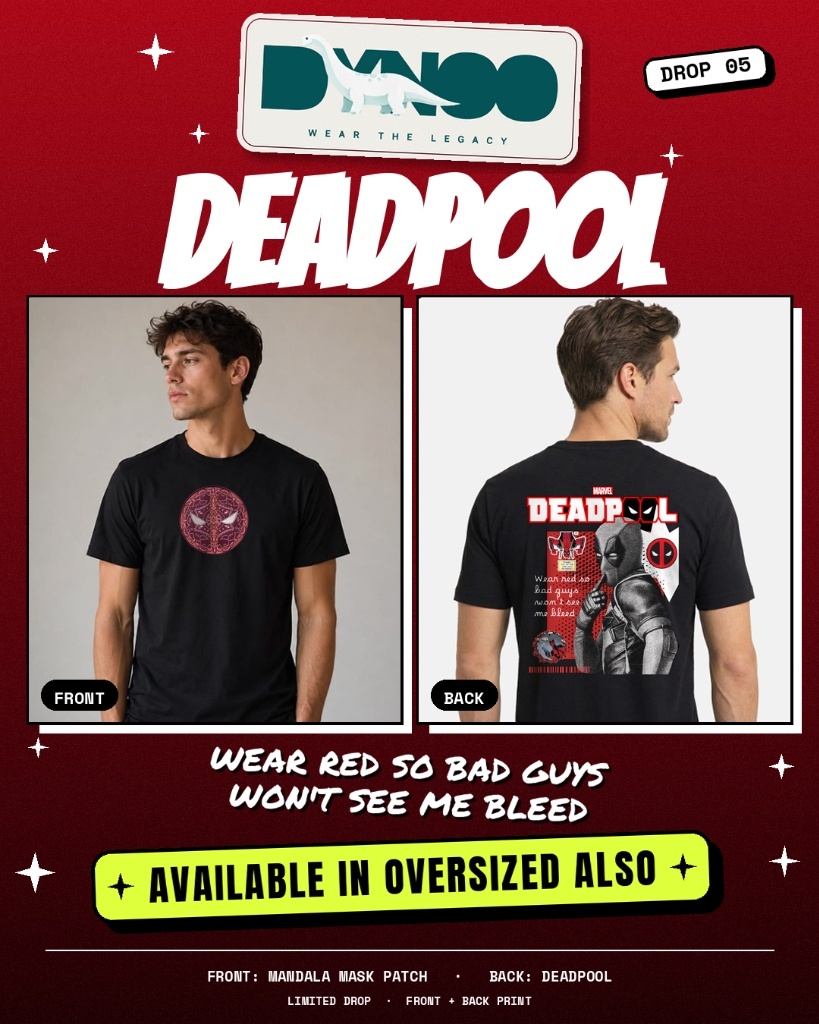 DYNOO
WEAR THE LEGACY
DROP 05
DEADPOOL
MARVEL
DEADPOOL
Wear red so
bad guys
won't see
me bleed
FRONT
BACK
WEAR RED SO BAD GUYS
WON'T SEE ME BLEED
AVAILABLE IN OVERSIZED ALSO
FRONT: MANDALA MASK PATCH · BACK: DEADPOOL
LIMITED DROP · FRONT + BACK PRINT